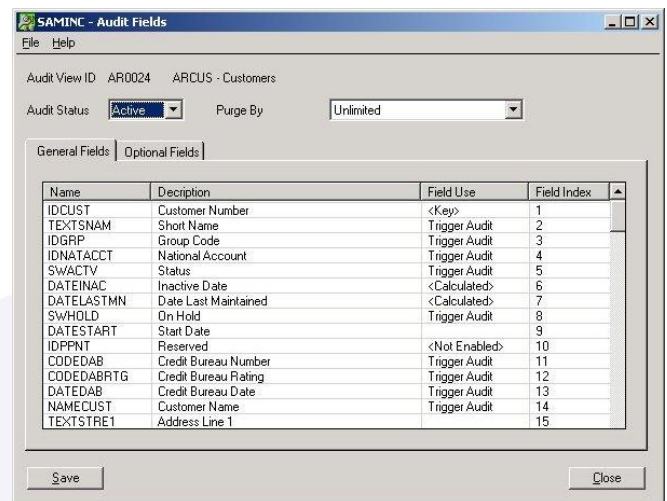 SAMINC - Audit Fields
File Help
Audit View ID AR0024 ARCUS - Customers
Audit Status Active Purge By Unlimited
General Fields Optional Fields
Name Decription Field Use Field Index
IDCUST Customer Number <Key> 1
TEXTSNAM Short Name Trigger Audit 2
IDGRP Group Code Trigger Audit 3
IDNATACCT National Account Trigger Audit 4
SWACTV Status Trigger Audit 5
DATEINAC Inactive Date <Calculated> 6
DATELASTMN Date Last Maintained <Calculated> 7
SWHOLD On Hold Trigger Audit 8
DATESTART Start Date 9
IDPPNT Reserved <Not Enabled> 10
CODEDAB Credit Bureau Number Trigger Audit 11
CODEDABRTG Credit Bureau Rating Trigger Audit 12
DATEDAB Credit Bureau Date Trigger Audit 13
NAMECUST Customer Name Trigger Audit 14
TEXTSTRE1 Address Line 1 15
Save Close